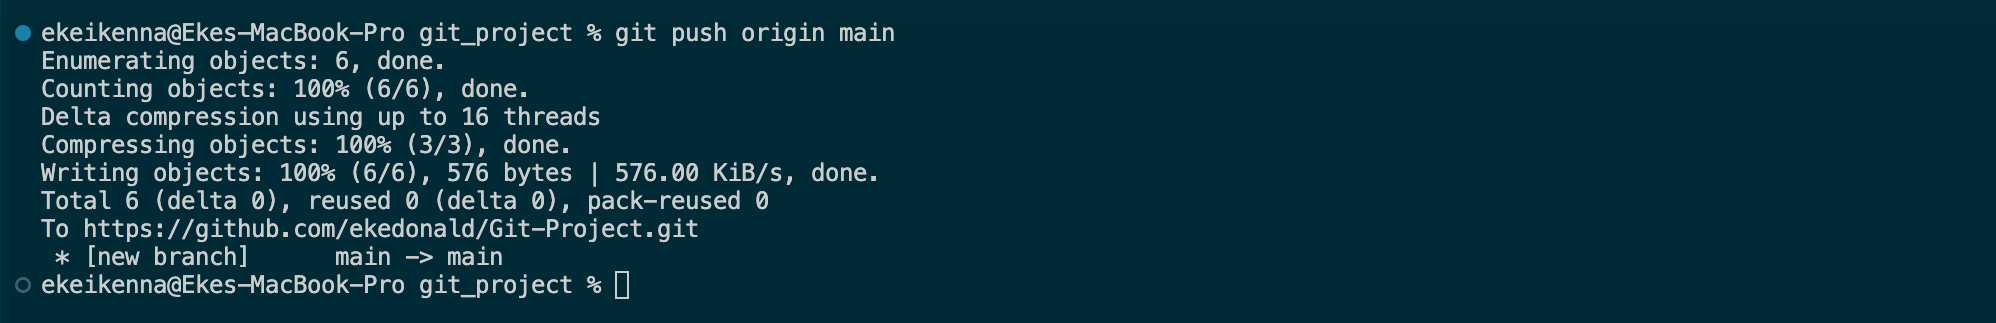 ekeikenna@Ekes-MacBook-Pro git_project % git push origin main
Enumerating objects: 6, done.
Counting objects: 100% (6/6), done.
Delta compression using up to 16 threads
Compressing objects: 100% (3/3), done.
Writing objects: 100% (6/6), 576 bytes | 576.00 KiB/s, done.
Total 6 (delta 0), reused 0 (delta 0), pack-reused 0
To https://github.com/ekedonald/Git-Project.git
 * [new branch]      main -> main
ekeikenna@Ekes-MacBook-Pro git_project %